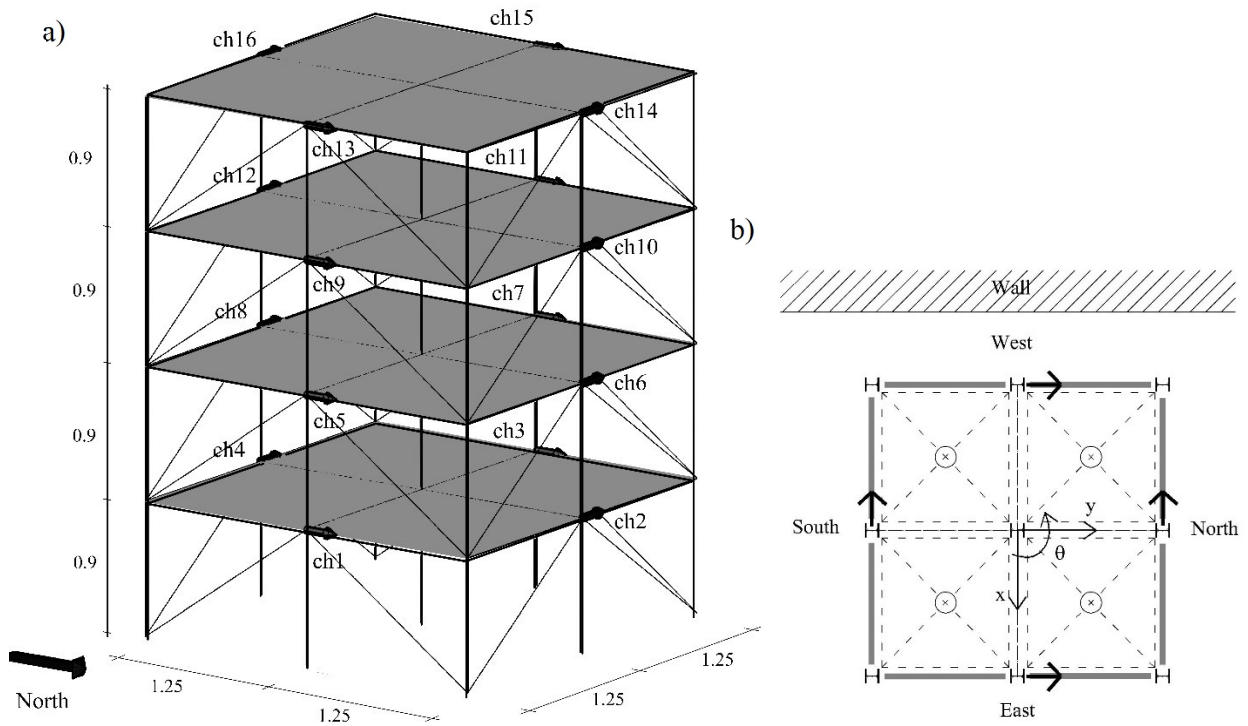 a)
ch15
ch16
ch14
0.9
ch13
ch11
ch12
ch10
b)
0.9
ch9
ch7
Wall
ch8
West
ch6
0.9
ch5
ch3
ch4
y
South
North
ch2
θ
0.9
ch1
x
1.25
1.25
1.25
1.25
North
East